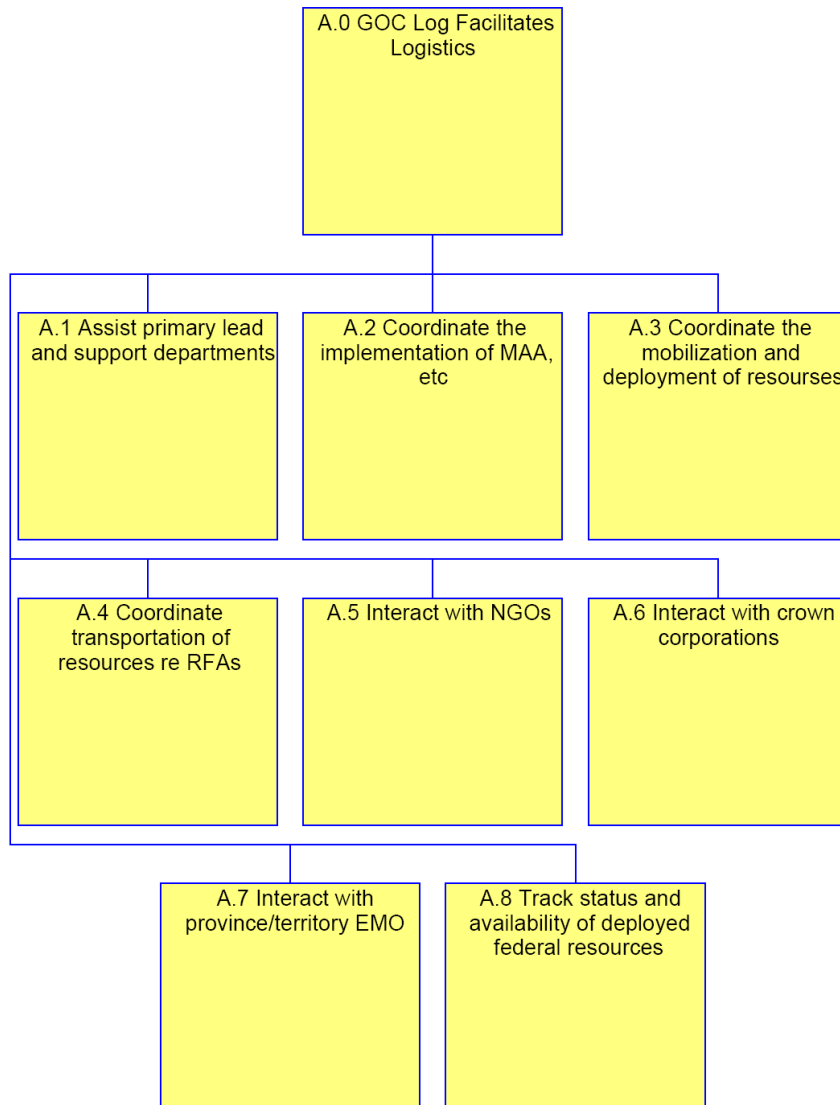 A.0 GOC Log Facilitates
Logistics
A.1 Assist primary lead
and support departments
A.2 Coordinate the
implementation of MAA,
etc
A.3 Coordinate the
mobilization and
deployment of resourses
A.4 Coordinate
transportation of
resources re RFAs
A.5 Interact with NGOs
A.6 Interact with crown
corporations
A.7 Interact with
province/territory EMO
A.8 Track status and
availability of deployed
federal resources